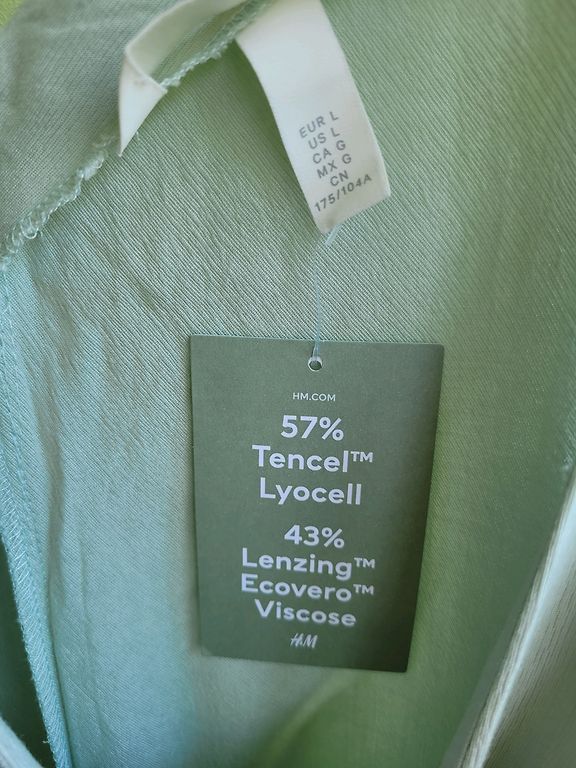 EUR L
US L
CA G
MX G
CN
175/104A
HM.COM
57%
Tencel™
Lyocell
43%
Lenzing™
Ecovero™
Viscose
H&M